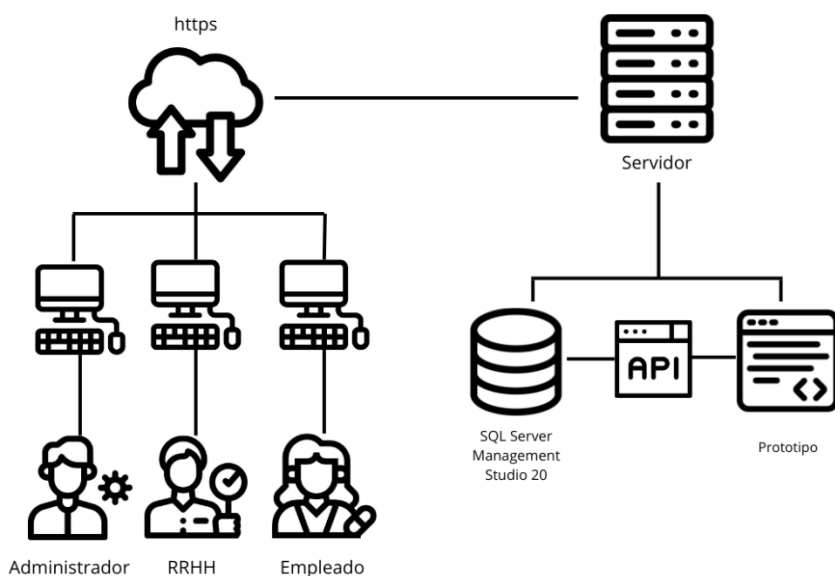 https
Servidor
API
SQL Server
Management
Studio 20
Prototipo
Administrador
RRHH
Empleado